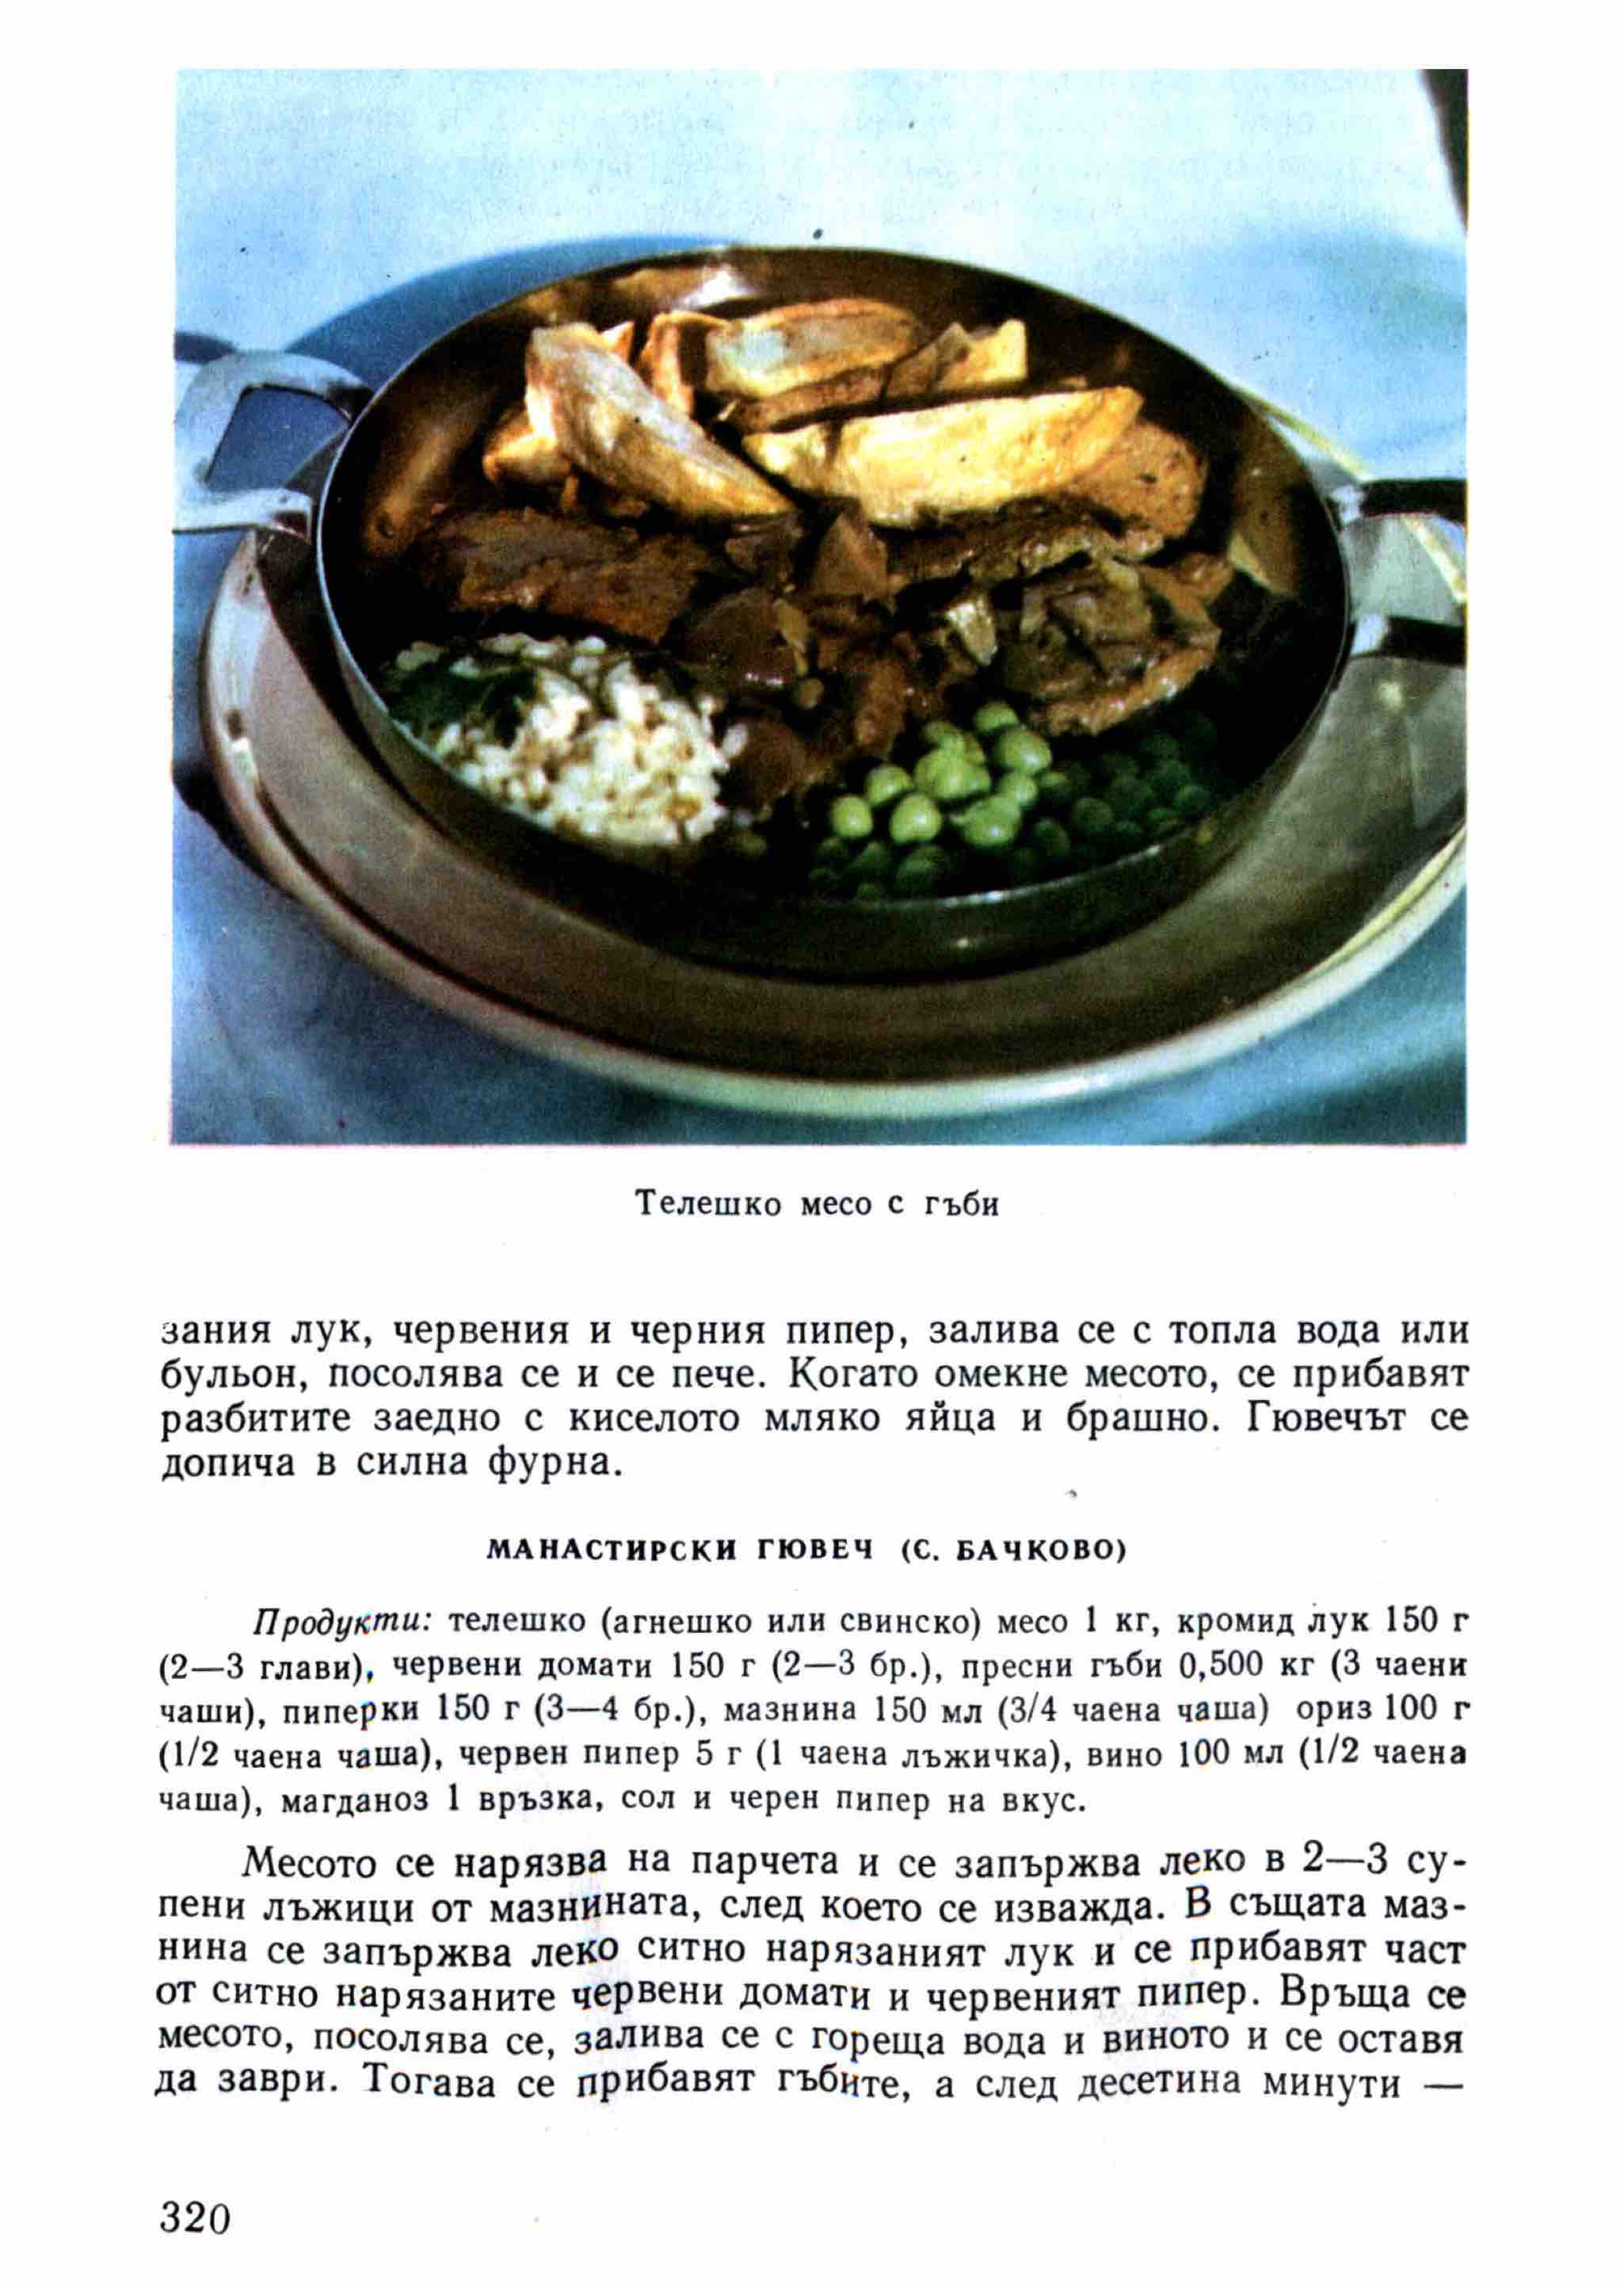 Телешко месо с гъби
зания лук, червения и черния пипер, залива се с топла вода или
бульон, посолява се и се пече. Когато омекне месото, се прибавят
разбитите заедно с киселото мляко яйца и брашно. Гювечът се
допича в силна фурна.
МАНАСТИРСКИ ГЮВЕЧ (С. БАЧКОВО)
Продукти: телешко (агнешко или свинско) месо 1 кг, кромид лук 150 г
(2—3 глави), червени домати 150 г (2—3 бр.), пресни гъби 0,500 кг (3 чаени
чаши), пиперки 150 г (3—4 бр.), мазнина 150 мл (3/4 чаена чаша) ориз 100 г
(1/2 чаена чаша), червен пипер 5 г (1 чаена лъжичка), вино 100 мл (1/2 чаена
чаша), магданоз 1 връзка, сол и черен пипер на вкус.
Месото се нарязва на парчета и се запържва леко в 2—3 су-
пени лъжици от мазнината, след което се изважда. В същата маз-
нина се запържва леко ситно нарязаният лук и се прибавят част
от ситно нарязаните червени домати и червеният пипер. Връща се
месото, посолява се, залива се с гореща вода и виното и се оставя
да заври. Тогава се прибавят гъбите, а след десетина минути —
320